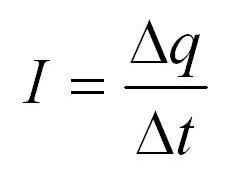 I = Δq / Δt